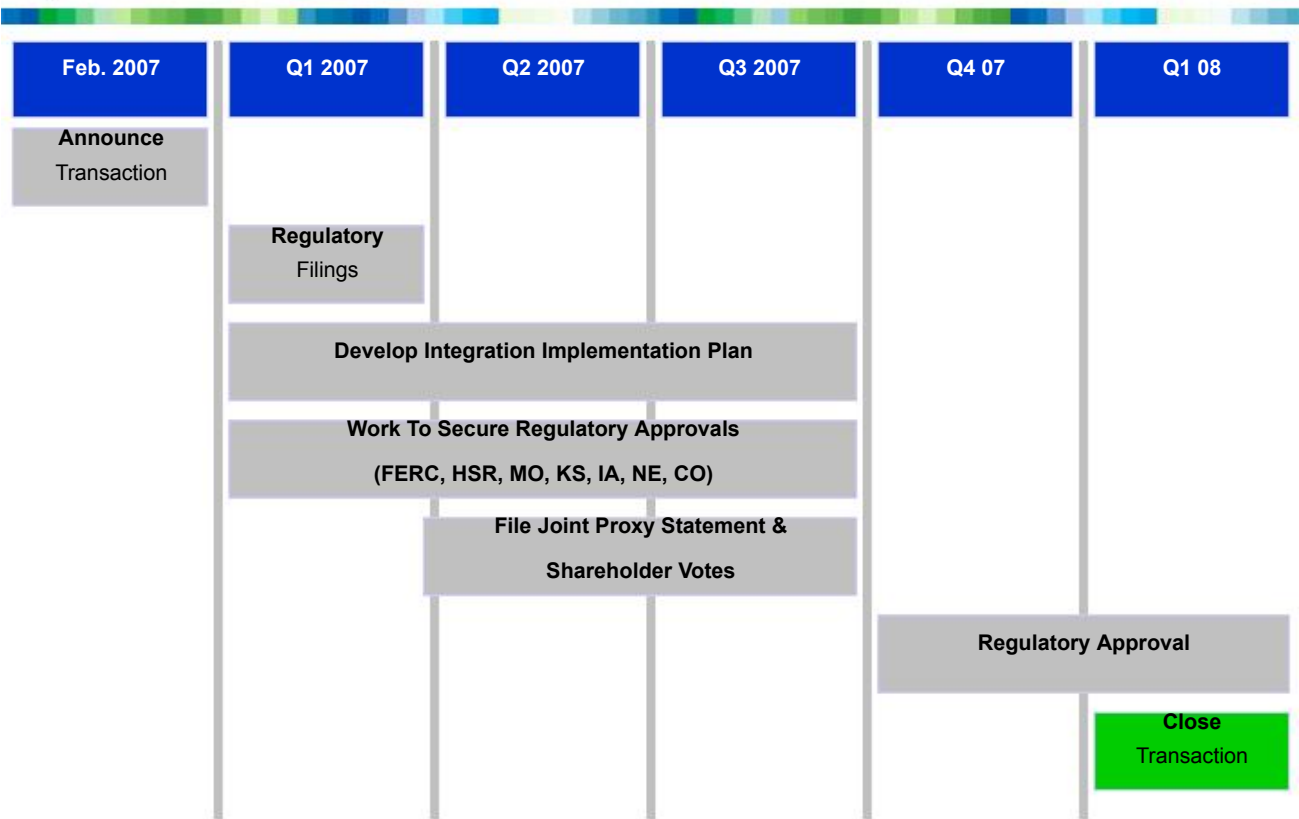 Feb. 2007
Q1 2007
Q2 2007
Q3 2007
Q4 07
Q1 08
Announce
Transaction
Regulatory
Filings
Develop Integration Implementation Plan
Work To Secure Regulatory Approvals
(FERC, HSR, MO, KS, IA, NE, CO)
File Joint Proxy Statement &
Shareholder Votes
Regulatory Approval
Close
Transaction